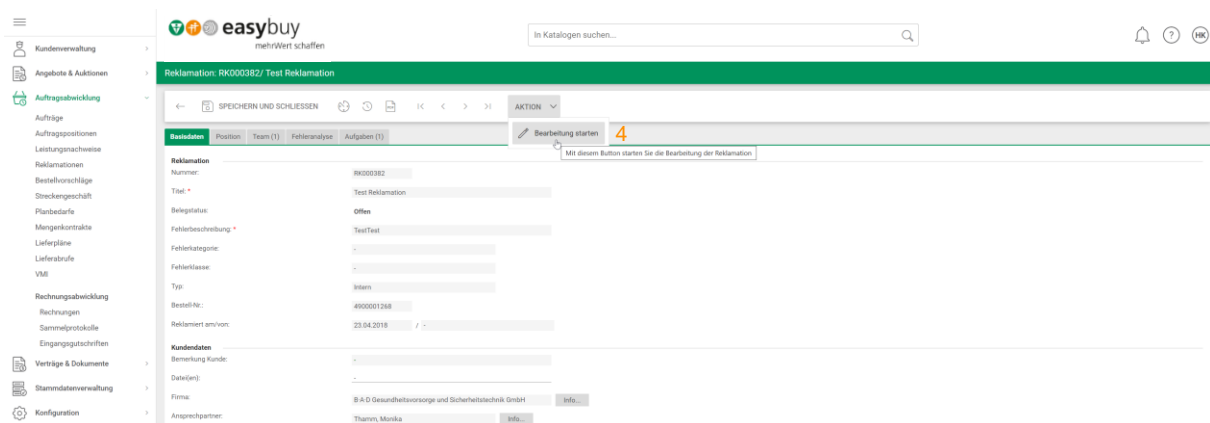 easybuy
mehrWert schaffen
In Katalogen suchen...
?
HK
Kundenverwaltung
Angebote & Auktionen
Auftragsabwicklung
Aufträge
Auftragspositionen
Leistungsnachweise
Reklamationen
Bestellvorschläge
Streckengeschäft
Planbedarfe
Mengenkontrakte
Lieferpläne
Lieferabrufe
VMI
Rechnungsabwicklung
Rechnungen
Sammelprotokolle
Eingangsgutschriften
Verträge & Dokumente
Stammdatenverwaltung
Konfiguration
Reklamation: RK000382/ Test Reklamation
SPEICHERN UND SCHLIESSEN
AKTION
Bearbeitung starten 4
Mit diesem Button starten Sie die Bearbeitung der Reklamation
Basisdaten Position Team (1) Fehleranalyse Aufgaben (1)
Reklamation
Nummer: RK000382
Titel: * Test Reklamation
Belegstatus: Offen
Fehlerbeschreibung: * TestTest
Fehlerkategorie: -
Fehlerklasse: -
Typ: Intern
Bestell-Nr.: 4900001268
Reklamiert am/von: 23.04.2018 / -
Kundendaten
Bemerkung Kunde: -
Datei(en): -
Firma: B·A·D Gesundheitsvorsorge und Sicherheitstechnik GmbH Info...
Ansprechpartner: Thamm, Monika Info...